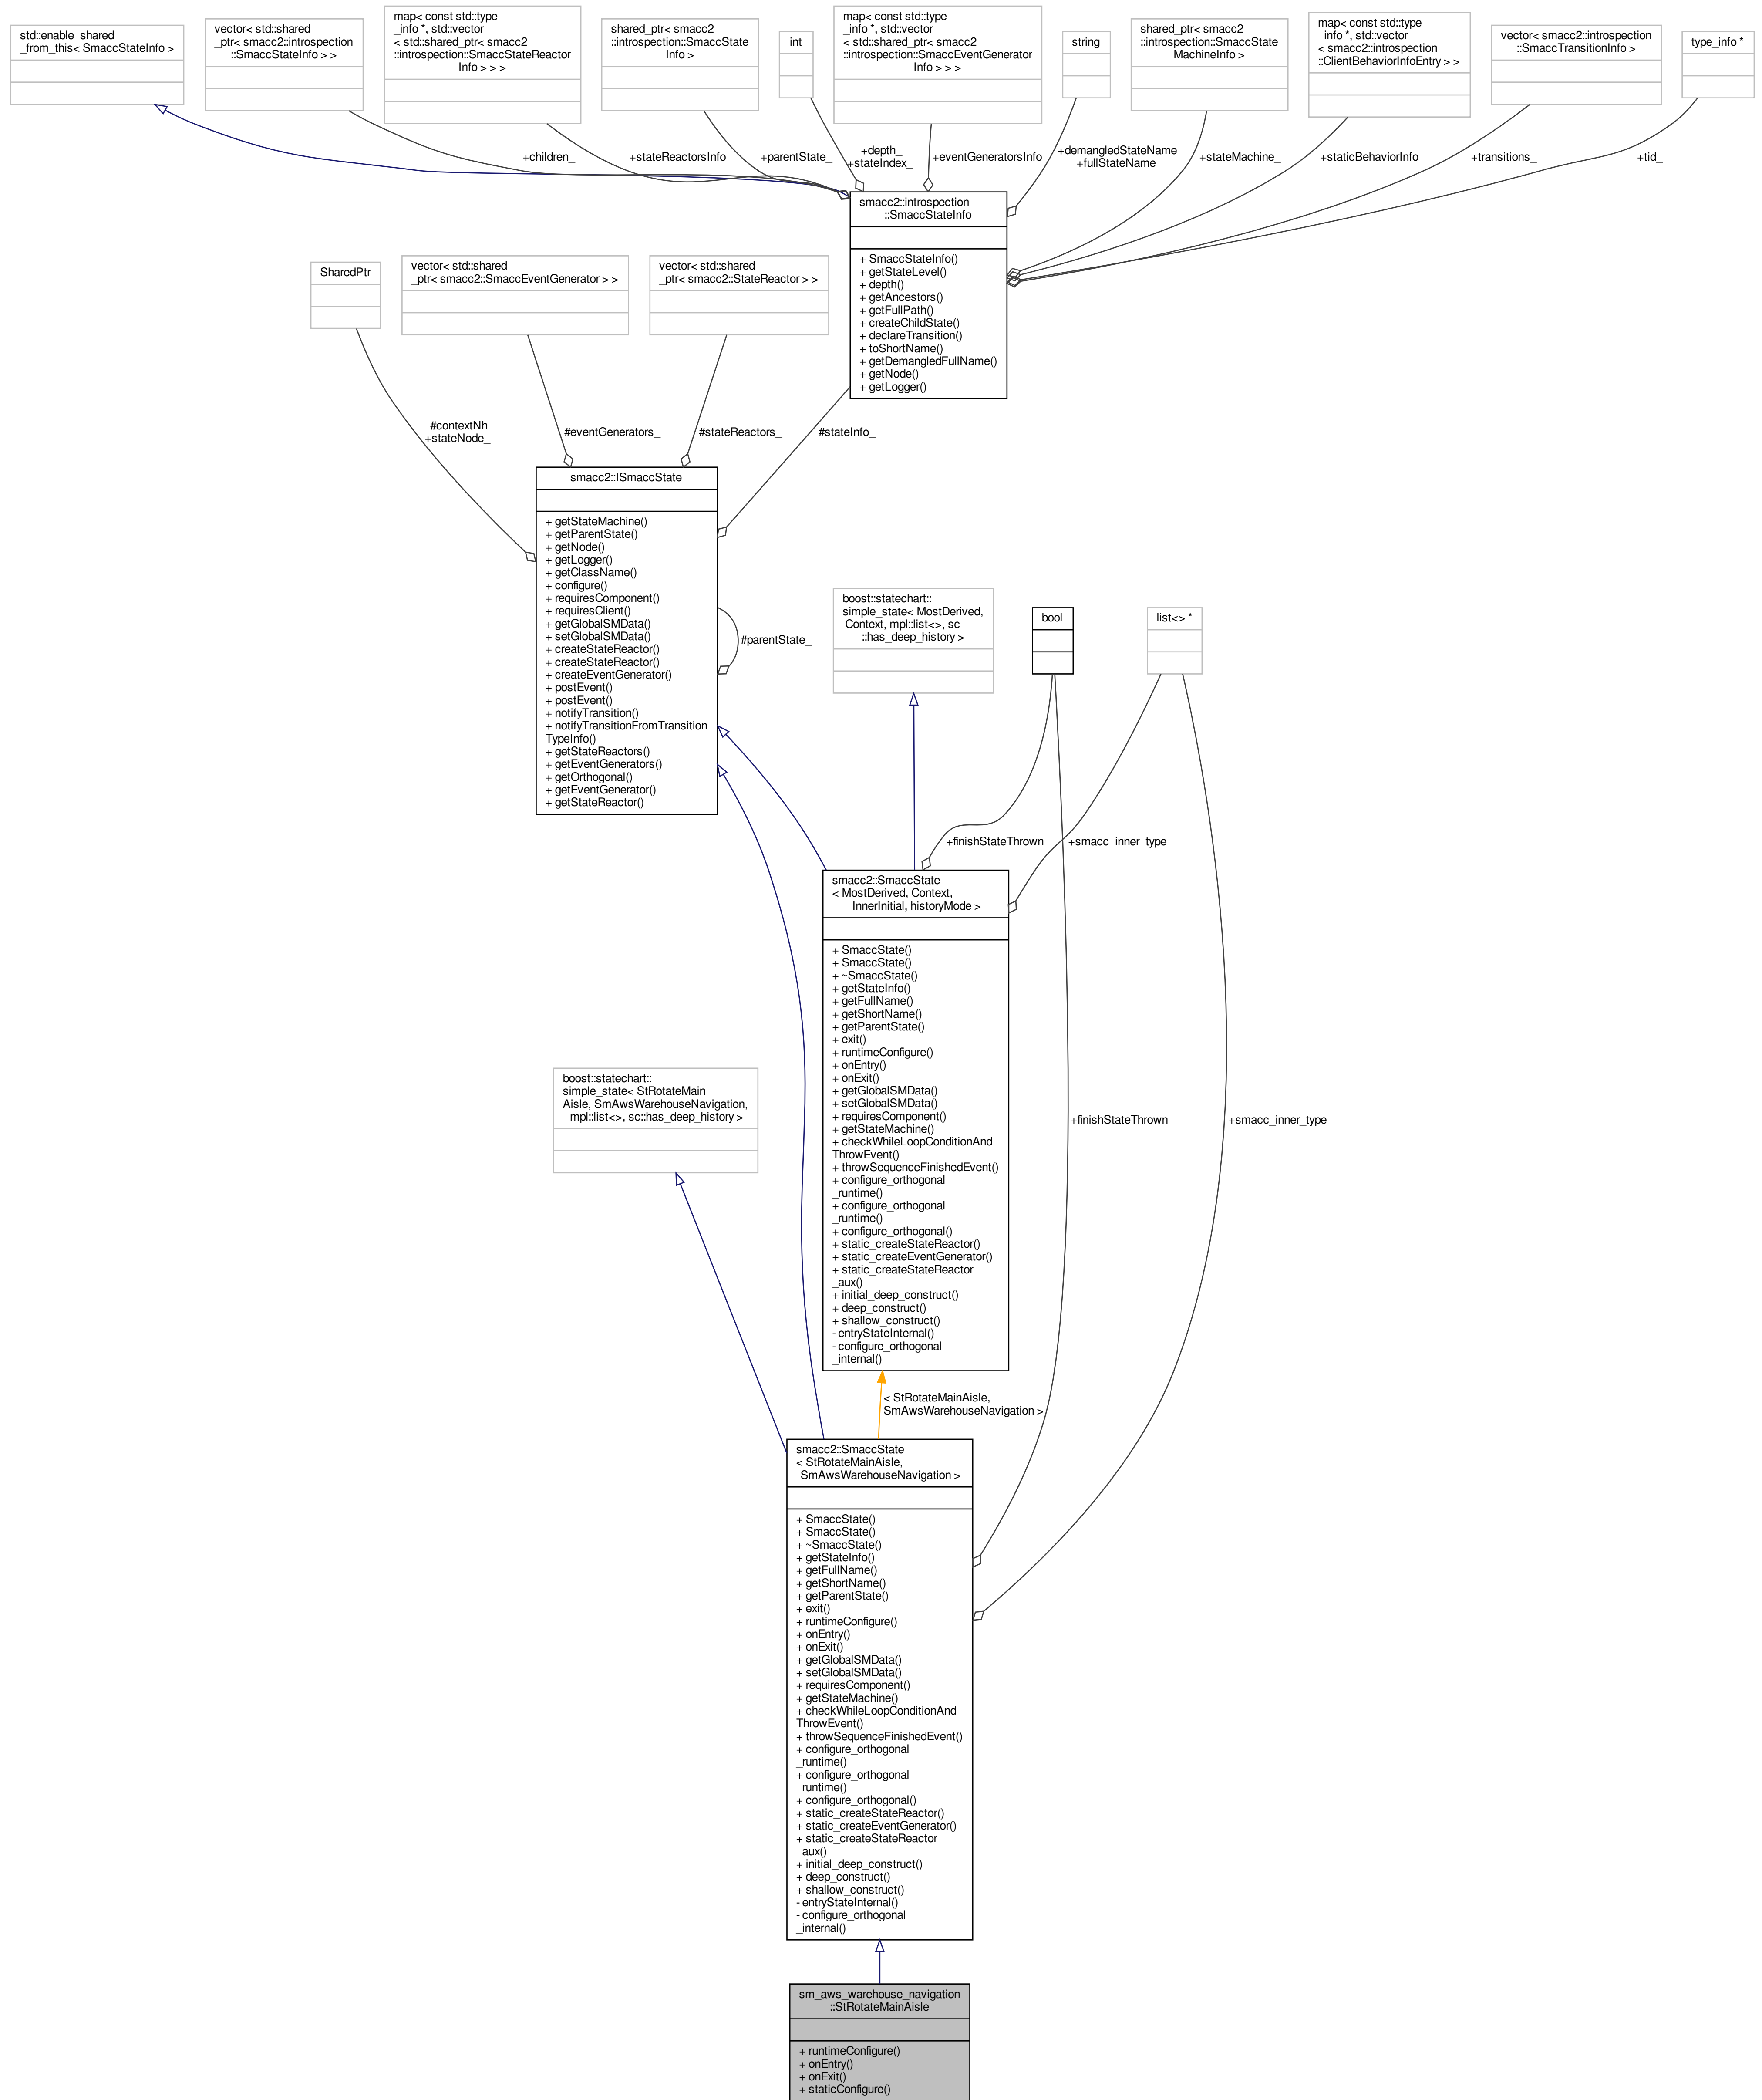 std::enable_shared
_from_this< SmaccStateInfo >
vector< std::shared
_ptr< smacc2::introspection
::SmaccStateInfo > >
map< const std::type
_info *, std::vector
< std::shared_ptr< smacc2
::introspection::SmaccStateReactor
Info > > >
shared_ptr< smacc2
::introspection::SmaccState
Info >
int
map< const std::type
_info *, std::vector
< std::shared_ptr< smacc2
::introspection::SmaccEventGenerator
Info > > >
string
shared_ptr< smacc2
::introspection::SmaccState
MachineInfo >
map< const std::type
_info *, std::vector
< smacc2::introspection
::ClientBehaviorInfoEntry > >
vector< smacc2::introspection
::SmaccTransitionInfo >
type_info *
+children_
+stateReactorsInfo
+parentState_
+depth_
+stateIndex_
+eventGeneratorsInfo
+demangledStateName
+fullStateName
+stateMachine_
+staticBehaviorInfo
+transitions_
+tid_
smacc2::introspection
::SmaccStateInfo
+ SmaccStateInfo()
+ getStateLevel()
+ depth()
+ getAncestors()
+ getFullPath()
+ createChildState()
+ declareTransition()
+ toShortName()
+ getDemangledFullName()
+ getNode()
+ getLogger()
SharedPtr
vector< std::shared
_ptr< smacc2::SmaccEventGenerator > >
vector< std::shared
_ptr< smacc2::StateReactor > >
#contextNh
+stateNode_
#eventGenerators_
#stateReactors_
#stateInfo_
smacc2::ISmaccState
+ getStateMachine()
+ getParentState()
+ getNode()
+ getLogger()
+ getClassName()
+ configure()
+ requiresComponent()
+ requiresClient()
+ getGlobalSMData()
+ setGlobalSMData()
+ createStateReactor()
+ createStateReactor()
+ createEventGenerator()
+ postEvent()
+ postEvent()
+ notifyTransition()
+ notifyTransitionFromTransition
TypeInfo()
+ getStateReactors()
+ getEventGenerators()
+ getOrthogonal()
+ getEventGenerator()
+ getStateReactor()
#parentState_
boost::statechart::
simple_state< MostDerived,
Context, mpl::list<>, sc
::has_deep_history >
bool
list<> *
+finishStateThrown
+smacc_inner_type
smacc2::SmaccState
< MostDerived, Context,
InnerInitial, historyMode >
+ SmaccState()
+ SmaccState()
+ ~SmaccState()
+ getStateInfo()
+ getFullName()
+ getShortName()
+ getParentState()
+ exit()
+ runtimeConfigure()
+ onEntry()
+ onExit()
+ getGlobalSMData()
+ setGlobalSMData()
+ requiresComponent()
+ getStateMachine()
+ checkWhileLoopConditionAnd
ThrowEvent()
+ throwSequenceFinishedEvent()
+ configure_orthogonal
_runtime()
+ configure_orthogonal
_runtime()
+ configure_orthogonal()
+ static_createStateReactor()
+ static_createEventGenerator()
+ static_createStateReactor
_aux()
+ initial_deep_construct()
+ deep_construct()
+ shallow_construct()
- entryStateInternal()
- configure_orthogonal
_internal()
boost::statechart::
simple_state< StRotateMain
Aisle, SmAwsWarehouseNavigation,
mpl::list<>, sc::has_deep_history >
+finishStateThrown
+smacc_inner_type
< StRotateMainAisle,
SmAwsWarehouseNavigation >
smacc2::SmaccState
< StRotateMainAisle,
SmAwsWarehouseNavigation >
+ SmaccState()
+ SmaccState()
+ ~SmaccState()
+ getStateInfo()
+ getFullName()
+ getShortName()
+ getParentState()
+ exit()
+ runtimeConfigure()
+ onEntry()
+ onExit()
+ getGlobalSMData()
+ setGlobalSMData()
+ requiresComponent()
+ getStateMachine()
+ checkWhileLoopConditionAnd
ThrowEvent()
+ throwSequenceFinishedEvent()
+ configure_orthogonal
_runtime()
+ configure_orthogonal
_runtime()
+ configure_orthogonal()
+ static_createStateReactor()
+ static_createEventGenerator()
+ static_createStateReactor
_aux()
+ initial_deep_construct()
+ deep_construct()
+ shallow_construct()
- entryStateInternal()
- configure_orthogonal
_internal()
sm_aws_warehouse_navigation
::StRotateMainAisle
+ runtimeConfigure()
+ onEntry()
+ onExit()
+ staticConfigure()